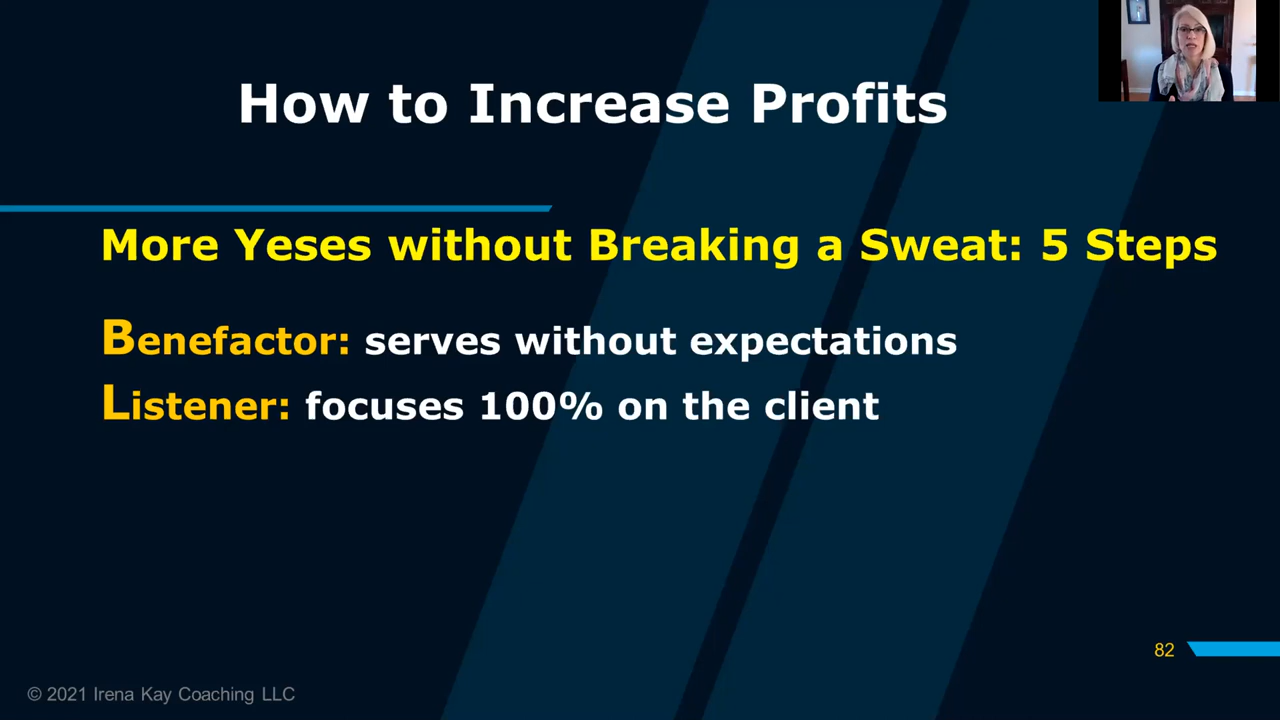 How to Increase Profits
More Yeses without Breaking a Sweat: 5 Steps
Benefactor: serves without expectations
Listener: focuses 100% on the client
82
© 2021 Irena Kay Coaching LLC